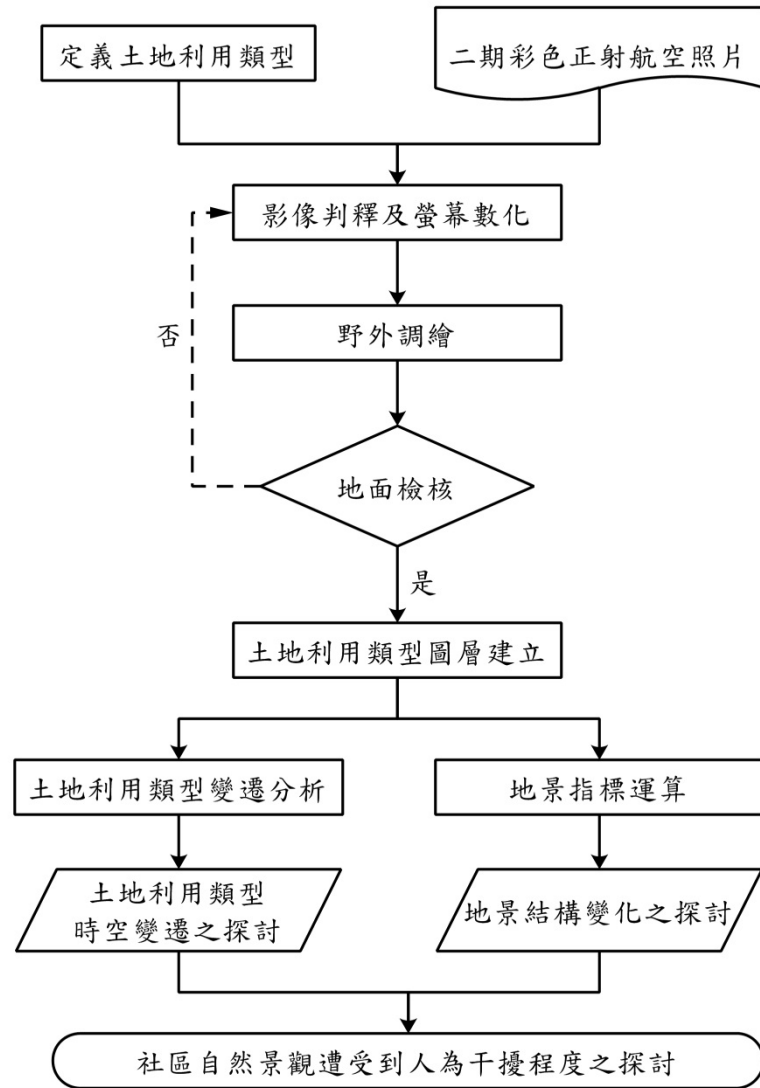 定義土地利用類型
二期彩色正射航空照片
影像判釋及螢幕數化
否
野外調繪
地面檢核
是
土地利用類型圖層建立
土地利用類型變遷分析
地景指標運算
土地利用類型
時空變遷之探討
地景結構變化之探討
社區自然景觀遭受到人為干擾程度之探討